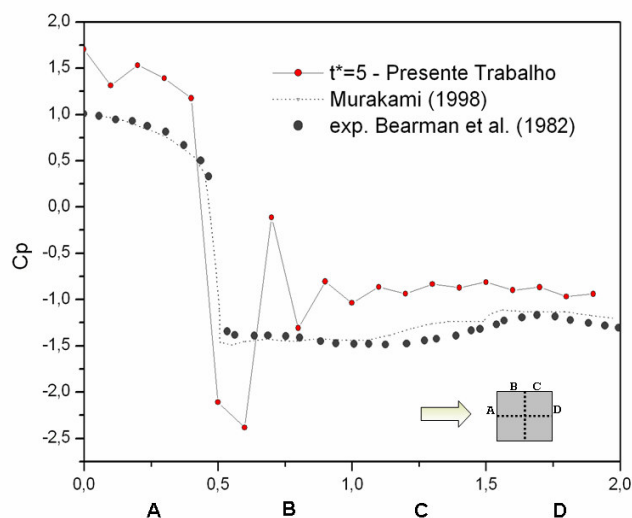 2,0
1,5
1,0
0,5
0,0
-0,5
-1,0
-1,5
-2,0
-2,5
Cp
t*=5 - Presente Trabalho
Murakami (1998)
exp. Bearman et al. (1982)
B C
A D
0,0 0,5 1,0 1,5 2,0
A B C D